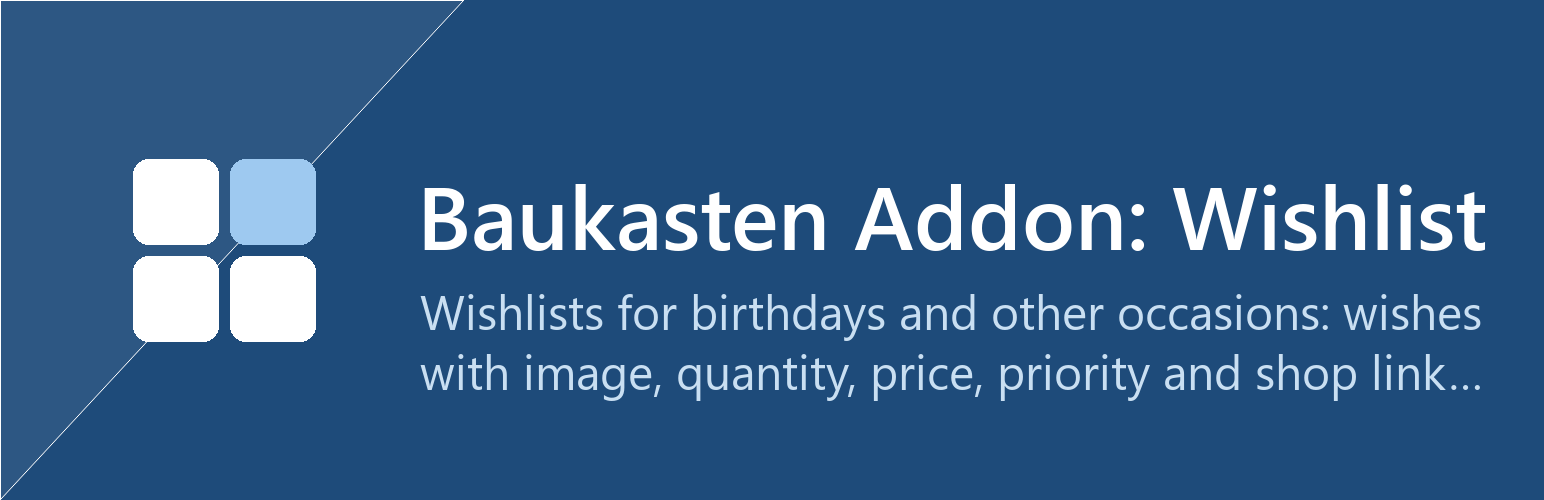 Baukasten Addon: Wishlist
Wishlists for birthdays and other occasions: wishes
with image, quantity, price, priority and shop link...